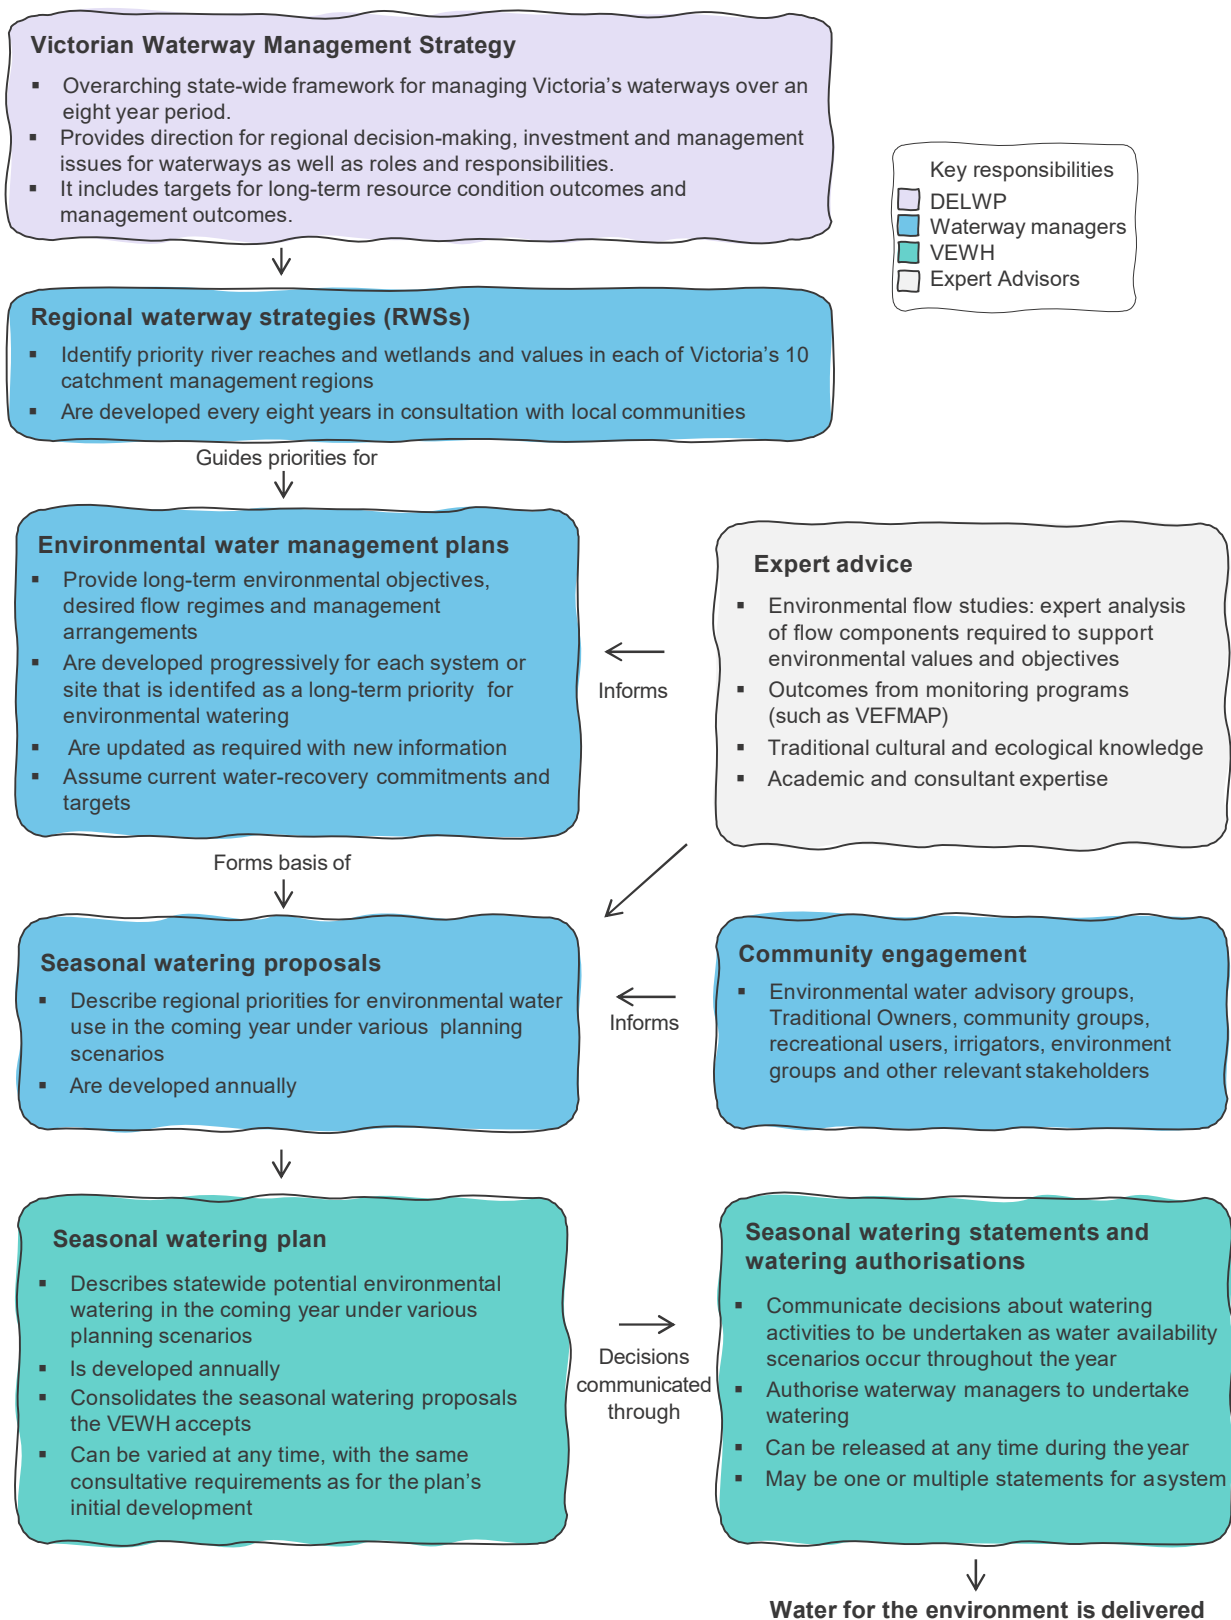 Victorian Waterway Management Strategy
▪ Overarching state-wide framework for managing Victoria's waterways over an
eight year period.
▪ Provides direction for regional decision-making, investment and management
issues for waterways as well as roles and responsibilities.
▪ It includes targets for long-term resource condition outcomes and
management outcomes.
Key responsibilities
DELWP
Waterway managers
VEWH
Expert Advisors
Regional waterway strategies (RWSs)
▪ Identify priority river reaches and wetlands and values in each of Victoria's 10
catchment management regions
▪ Are developed every eight years in consultation with local communities
Guides priorities for
Environmental water management plans
▪ Provide long-term environmental objectives,
desired flow regimes and management
arrangements
▪ Are developed progressively for each system or
site that is identifed as a long-term priority for
environmental watering
▪ Are updated as required with new information
▪ Assume current water-recovery commitments and
targets
Informs
Expert advice
▪ Environmental flow studies: expert analysis
of flow components required to support
environmental values and objectives
▪ Outcomes from monitoring programs
(such as VEFMAP)
▪ Traditional cultural and ecological knowledge
▪ Academic and consultant expertise
Forms basis of
Seasonal watering proposals
▪ Describe regional priorities for environmental water
use in the coming year under various planning
scenarios
▪ Are developed annually
Informs
Community engagement
▪ Environmental water advisory groups,
Traditional Owners, community groups,
recreational users, irrigators, environment
groups and other relevant stakeholders
Seasonal watering plan
▪ Describes statewide potential environmental
watering in the coming year under various
planning scenarios
▪ Is developed annually
▪ Consolidates the seasonal watering proposals
the VEWH accepts
▪ Can be varied at any time, with the same
consultative requirements as for the plan's
initial development
Decisions
communicated
through
Seasonal watering statements and
watering authorisations
▪ Communicate decisions about watering
activities to be undertaken as water availability
scenarios occur throughout the year
▪ Authorise waterway managers to undertake
watering
▪ Can be released at any time during the year
▪ May be one or multiple statements for asystem
Water for the environment is delivered